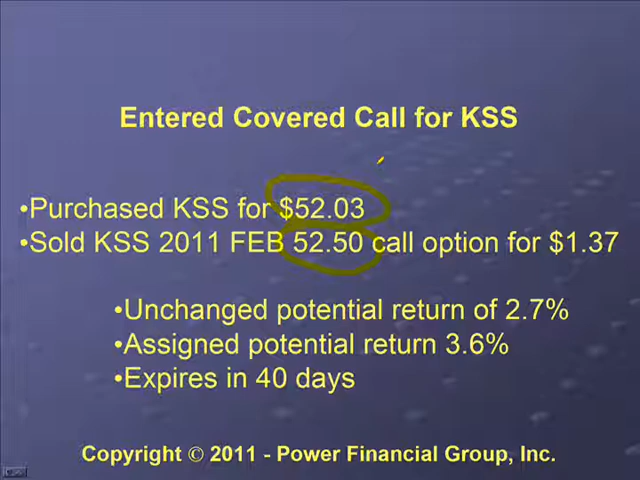 Entered Covered Call for KSS
•Purchased KSS for $52.03
•Sold KSS 2011 FEB 52.50 call option for $1.37
•Unchanged potential return of 2.7%
•Assigned potential return 3.6%
•Expires in 40 days
Copyright © 2011 - Power Financial Group, Inc.